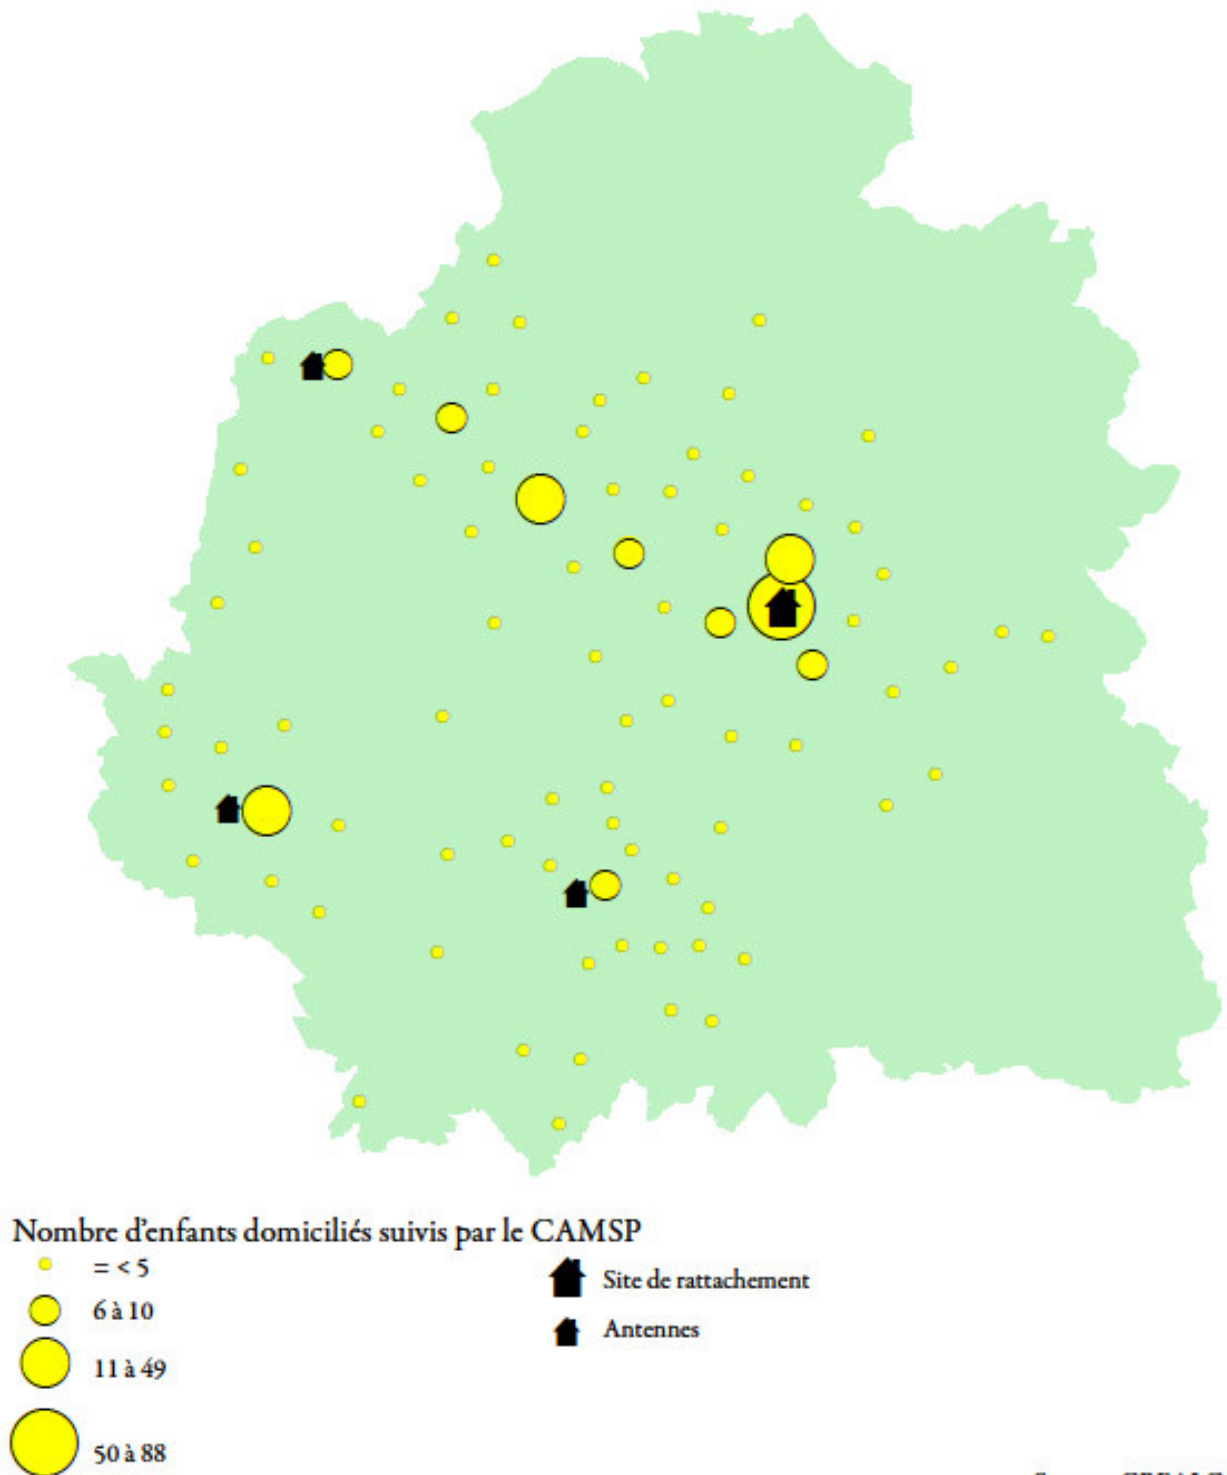 Nombre d'enfants domiciliés suivis par le CAMSP
= < 5
6 à 10
11 à 49
50 à 88
Site de rattachement
Antennes